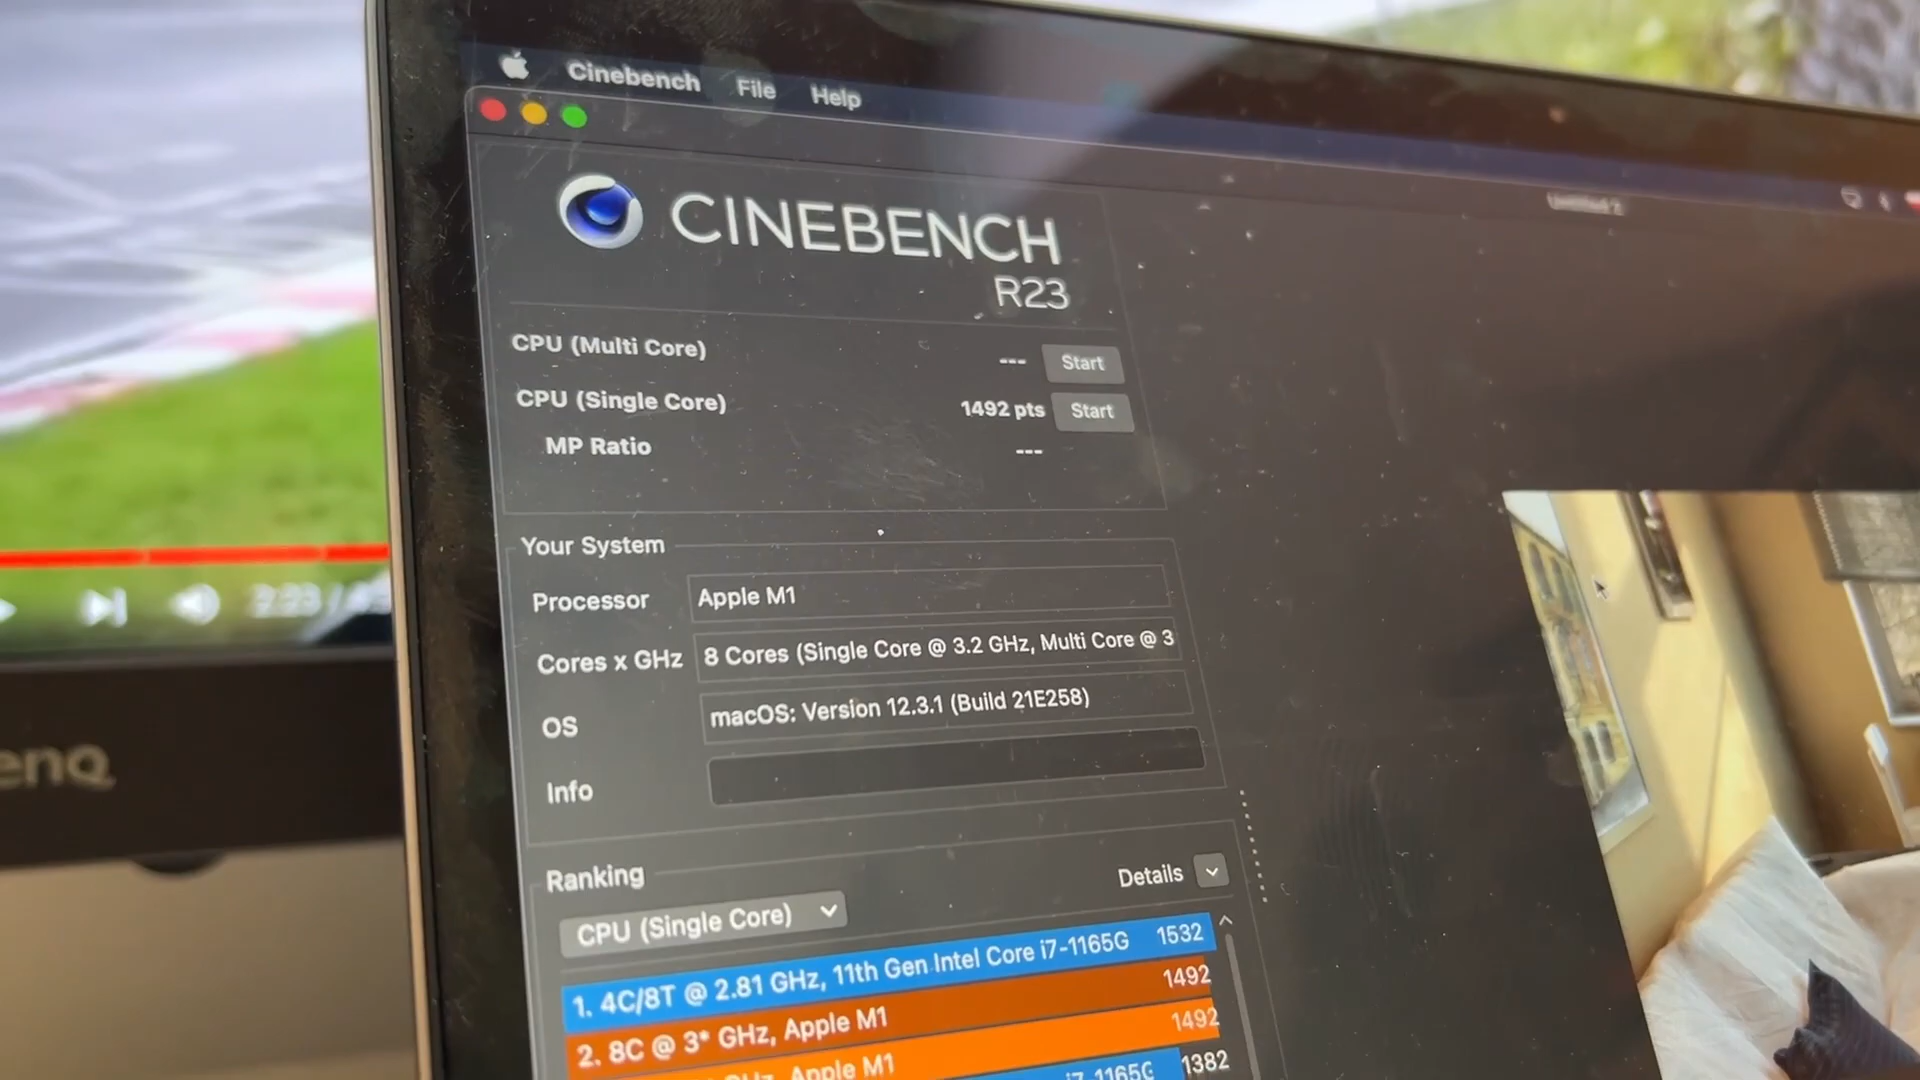 Cinebench File Help
CINEBENCH
R23
CPU (Multi Core) --- Start
CPU (Single Core) 1492 pts Start
MP Ratio ---
Your System
Processor Apple M1
Cores x GHz 8 Cores (Single Core @ 3.2 GHz, Multi Core @ 3
OS macOS: Version 12.3.1 (Build 21E258)
Info
Ranking Details
CPU (Single Core)
1. 4C/8T @ 2.81 GHz, 11th Gen Intel Core i7-1165G 1532
2. 8C @ 3* GHz, Apple M1 1492
GHz, Apple M1 1492
i7-1165G 1382
enQ